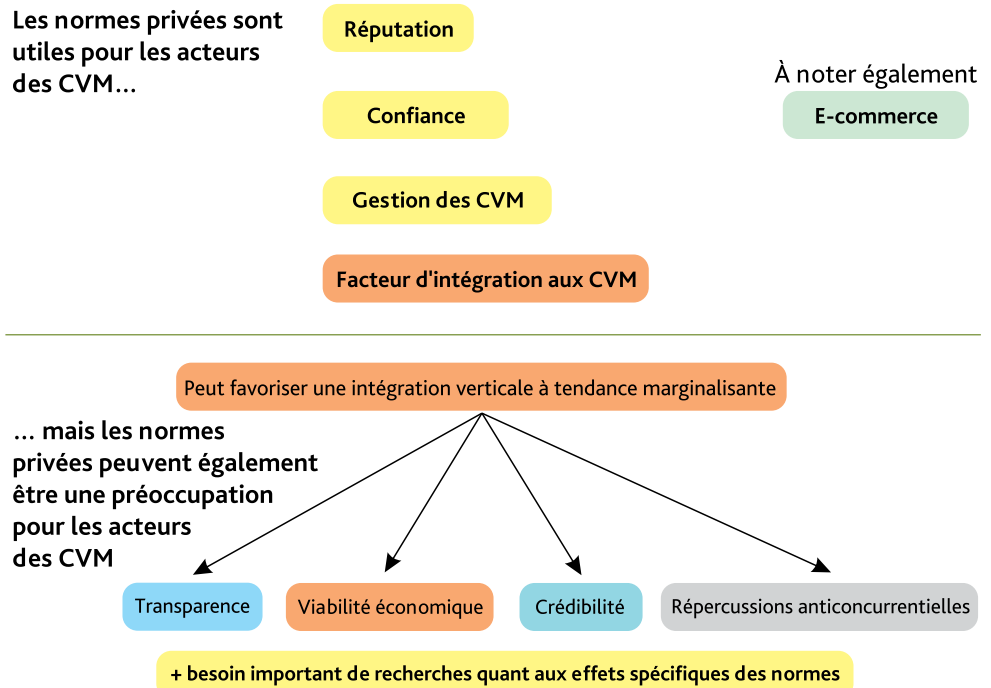 Les normes privées sont
utiles pour les acteurs
des CVM…
Réputation
Confiance
Gestion des CVM
Facteur d'intégration aux CVM
À noter également
E-commerce
Peut favoriser une intégration verticale à tendance marginalisante
… mais les normes
privées peuvent également
être une préoccupation
pour les acteurs
des CVM
Transparence
Viabilité économique
Crédibilité
Répercussions anticoncurrentielles
+ besoin important de recherches quant aux effets spécifiques des normes